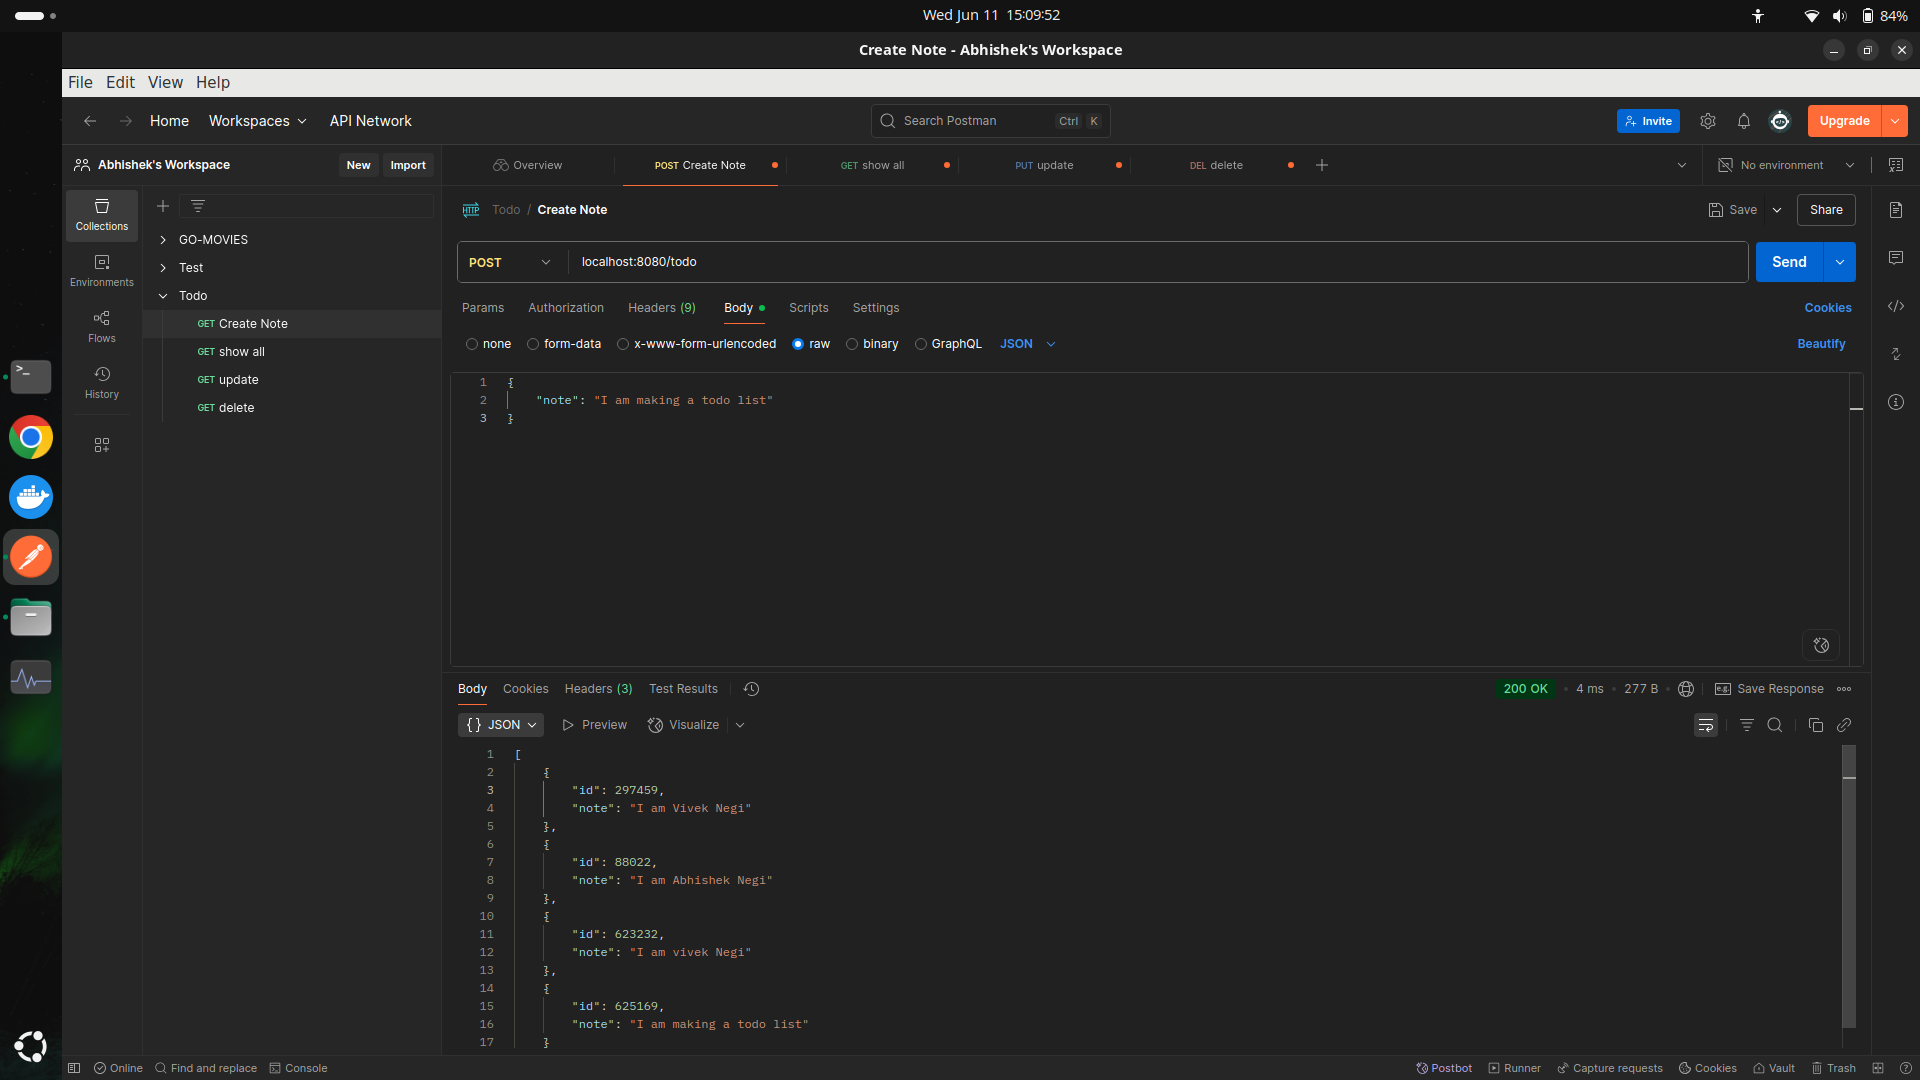 Wed Jun 11 15:09:52
84%
Create Note - Abhishek's Workspace
File Edit View Help
Home Workspaces API Network
Search Postman Ctrl K
Invite
Upgrade
Abhishek's Workspace New Import
Overview
POST Create Note
GET show all
PUT update
DEL delete
No environment
Collections
Environments
Flows
History
GO-MOVIES
Test
Todo
GET Create Note
GET show all
GET update
GET delete
HTTP Todo / Create Note
Save Share
POST localhost:8080/todo Send
Params Authorization Headers (9) Body Scripts Settings Cookies
none form-data x-www-form-urlencoded raw binary GraphQL JSON Beautify
1 {
2 "note": "I am making a todo list"
3 }
Body Cookies Headers (3) Test Results 200 OK • 4 ms • 277 B • e.g. Save Response
{} JSON Preview Visualize
1 [
2 {
3 "id": 297459,
4 "note": "I am Vivek Negi"
5 },
6 {
7 "id": 88022,
8 "note": "I am Abhishek Negi"
9 },
10 {
11 "id": 623232,
12 "note": "I am vivek Negi"
13 },
14 {
15 "id": 625169,
16 "note": "I am making a todo list"
17 }
Online Find and replace Console
Postbot Runner Capture requests Cookies Vault Trash